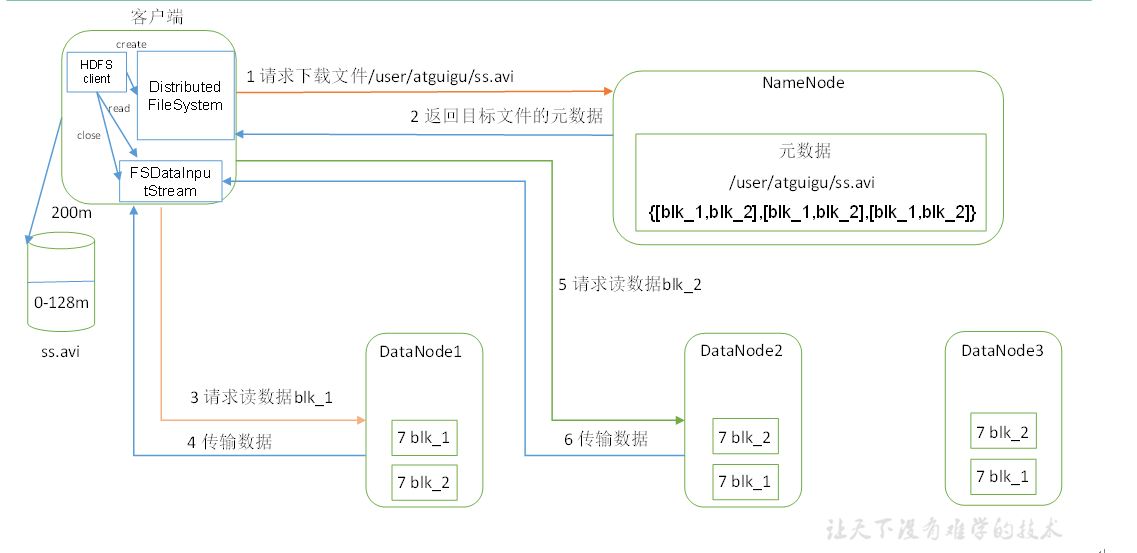 客户端
create
HDFS
client
Distributed
FileSystem
read
close
FSDataInpu
tStream
1 请求下载文件/user/atguigu/ss.avi
2 返回目标文件的元数据
NameNode
元数据
/user/atguigu/ss.avi
{[blk_1,blk_2],[blk_1,blk_2],[blk_1,blk_2]}
200m
0-128m
ss.avi
5 请求读数据blk_2
3 请求读数据blk_1
4 传输数据
6 传输数据
DataNode1
7 blk_1
7 blk_2
DataNode2
7 blk_2
7 blk_1
DataNode3
7 blk_2
7 blk_1
让天下没有难学的技术